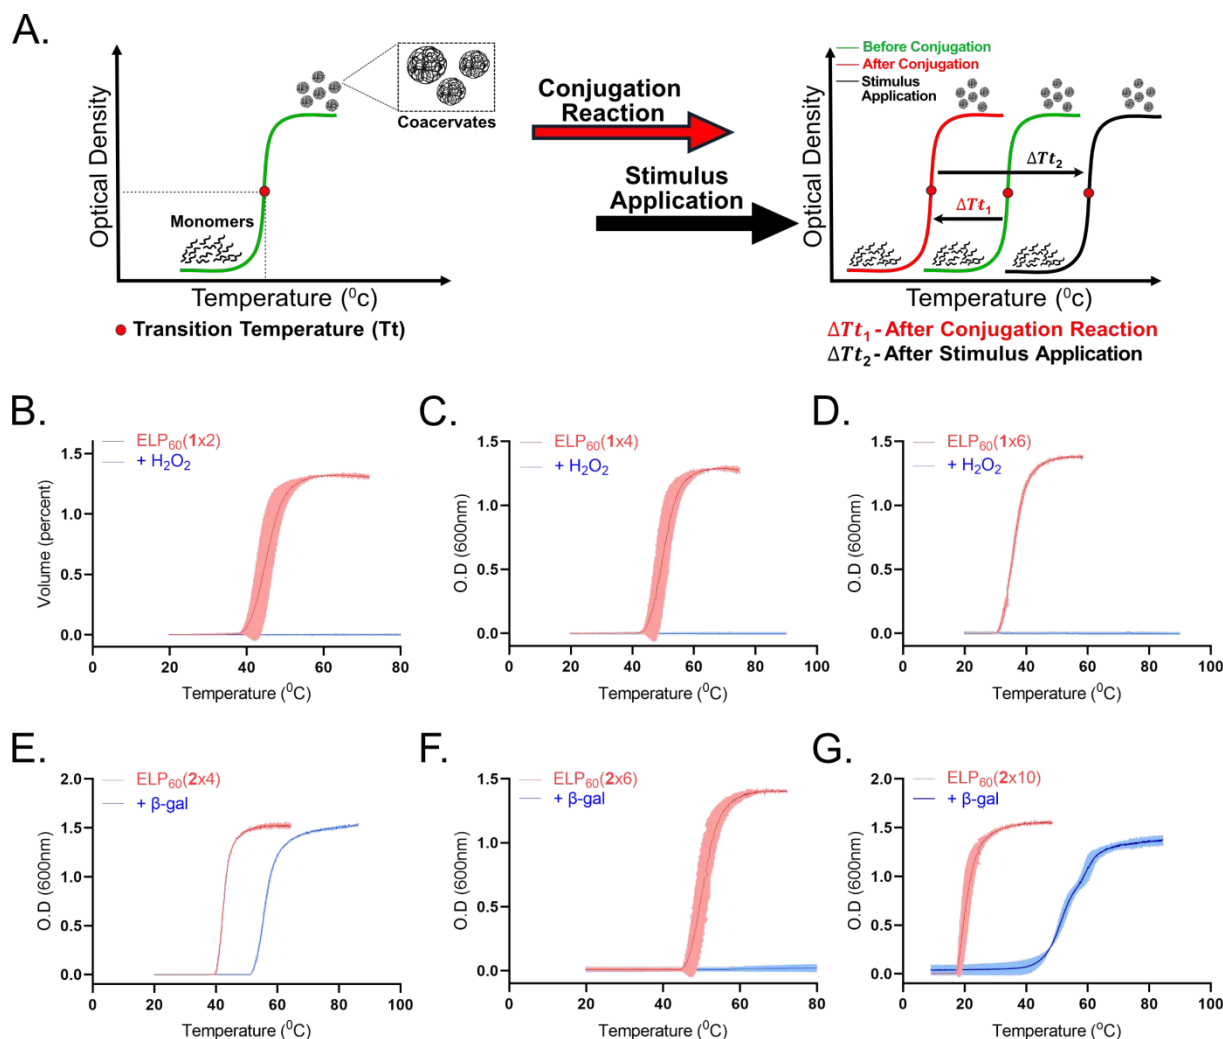 A.
Optical Density
Monomers
Coacervates
Temperature (⁰c)
Transition Temperature (Tt)
Conjugation
Reaction
Stimulus
Application
Before Conjugation
After Conjugation
Stimulus
Application
Optical Density
ΔTt₂
ΔTt₁
Temperature (⁰c)
ΔTt₁ - After Conjugation Reaction
ΔTt₂ - After Stimulus Application
B.
ELP₆₀(1x2)
+ H₂O₂
Volume (percent)
1.5
1.0
0.5
0.0
0 20 40 60 80
Temperature (⁰C)
C.
ELP₆₀(1x4)
+ H₂O₂
O.D (600nm)
1.5
1.0
0.5
0.0
0 20 40 60 80 100
Temperature (⁰C)
D.
ELP₆₀(1x6)
+ H₂O₂
O.D (600nm)
1.5
1.0
0.5
0.0
0 20 40 60 80 100
Temperature (⁰C)
E.
ELP₆₀(2x4)
+ β-gal
O.D (600nm)
2.0
1.5
1.0
0.5
0.0
0 20 40 60 80 100
Temperature (⁰C)
F.
ELP₆₀(2x6)
+ β-gal
O.D (600nm)
1.5
1.0
0.5
0.0
0 20 40 60 80
Temperature (⁰C)
G.
ELP₆₀(2x10)
+ β-gal
O.D (600nm)
2.0
1.5
1.0
0.5
0.0
0 20 40 60 80 100
Temperature (°C)